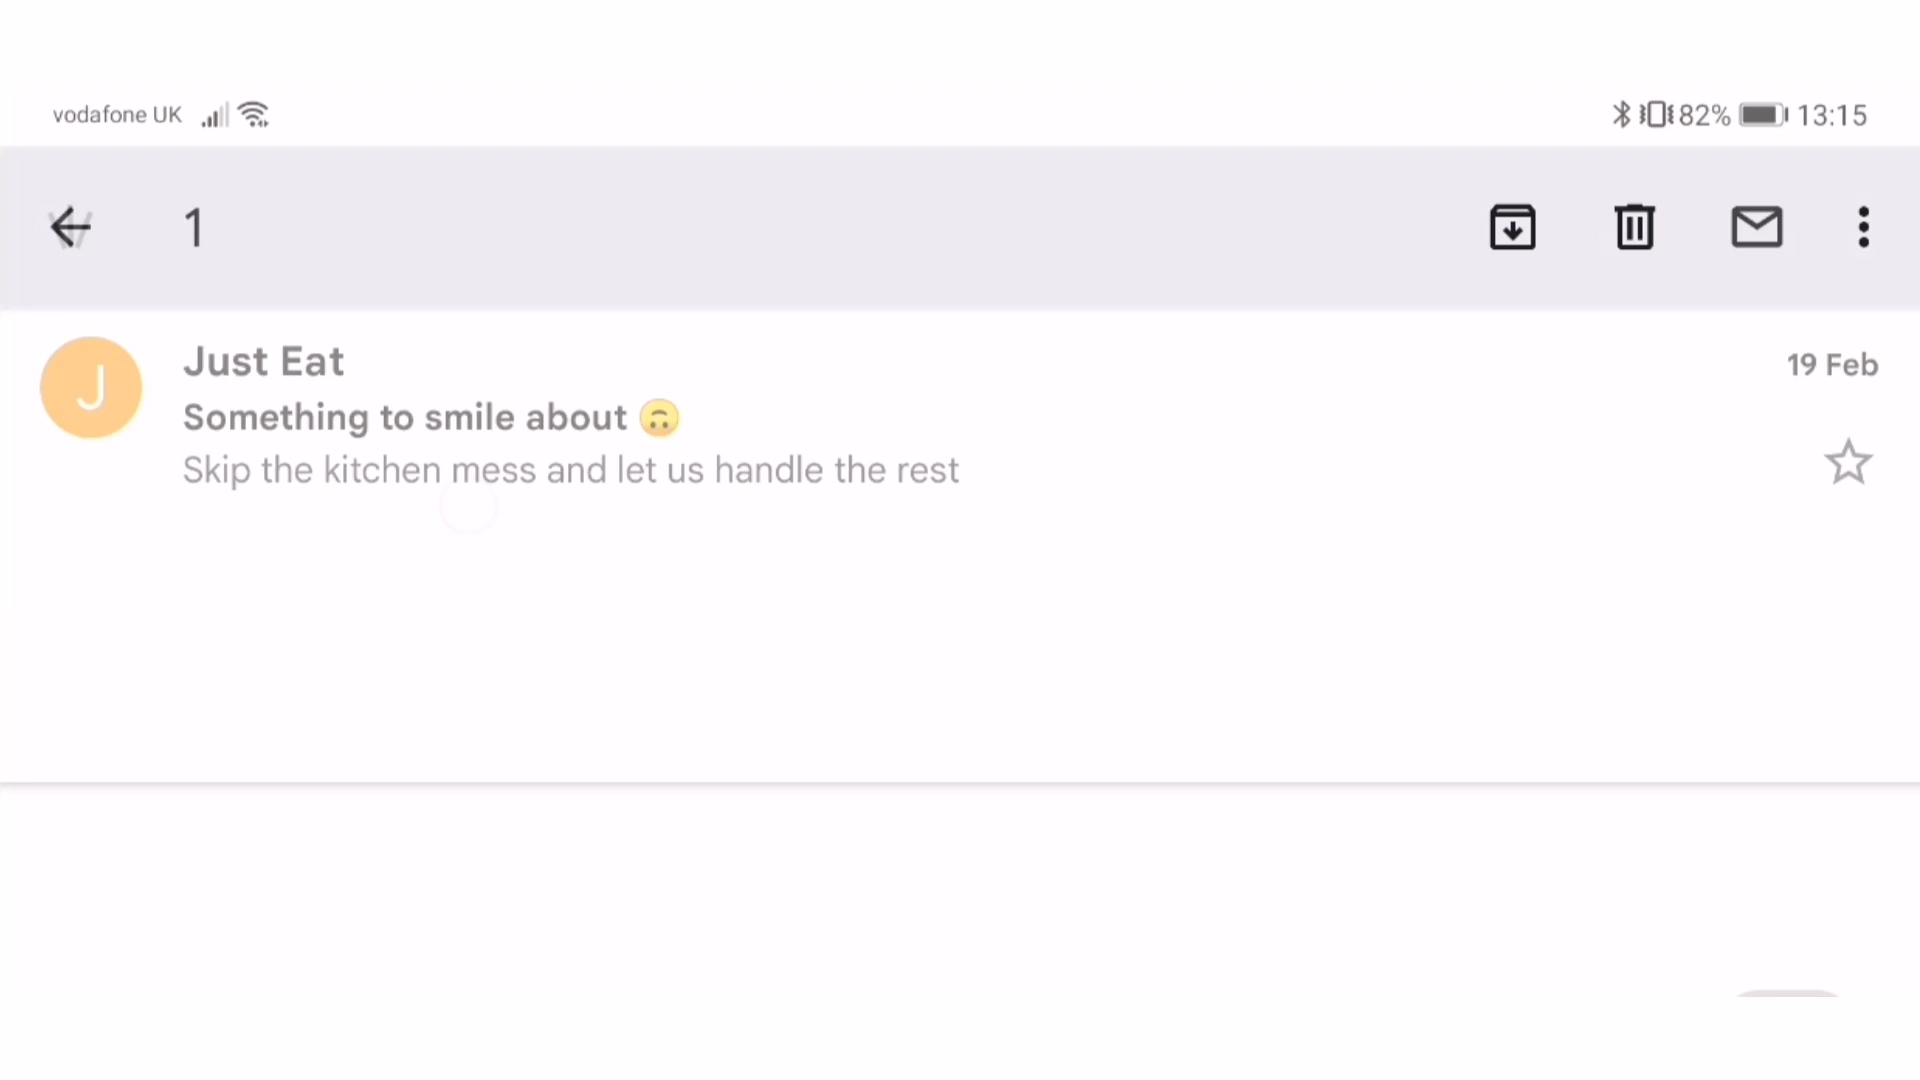 vodafone UK
82% 13:15
1
J
Just Eat
19 Feb
Something to smile about 🙃
Skip the kitchen mess and let us handle the rest